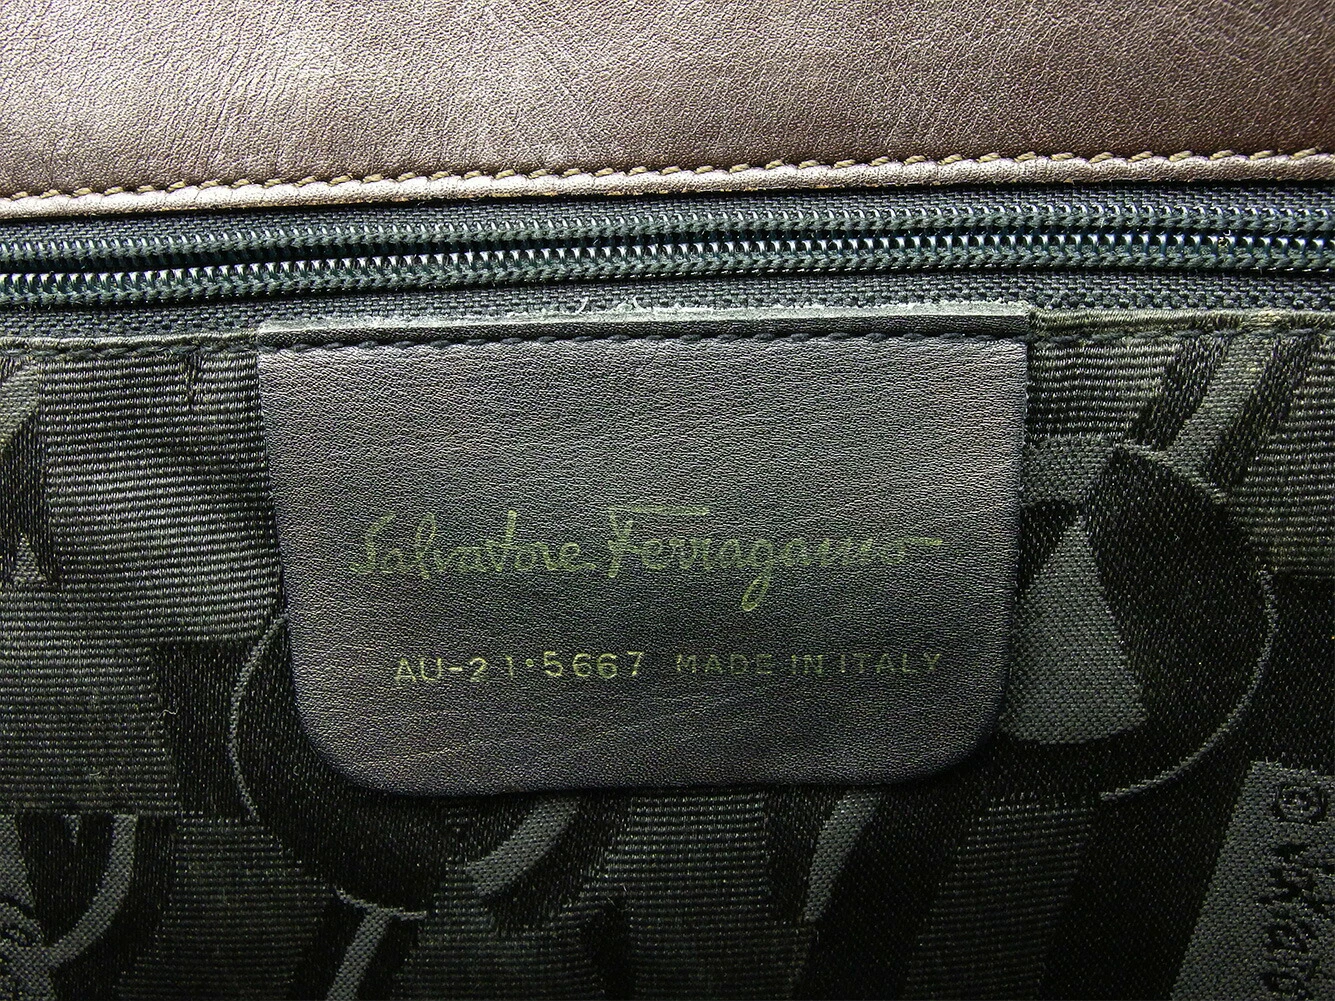 Salvatore Ferragamo
AU-21·5667 MADE IN ITALY
©